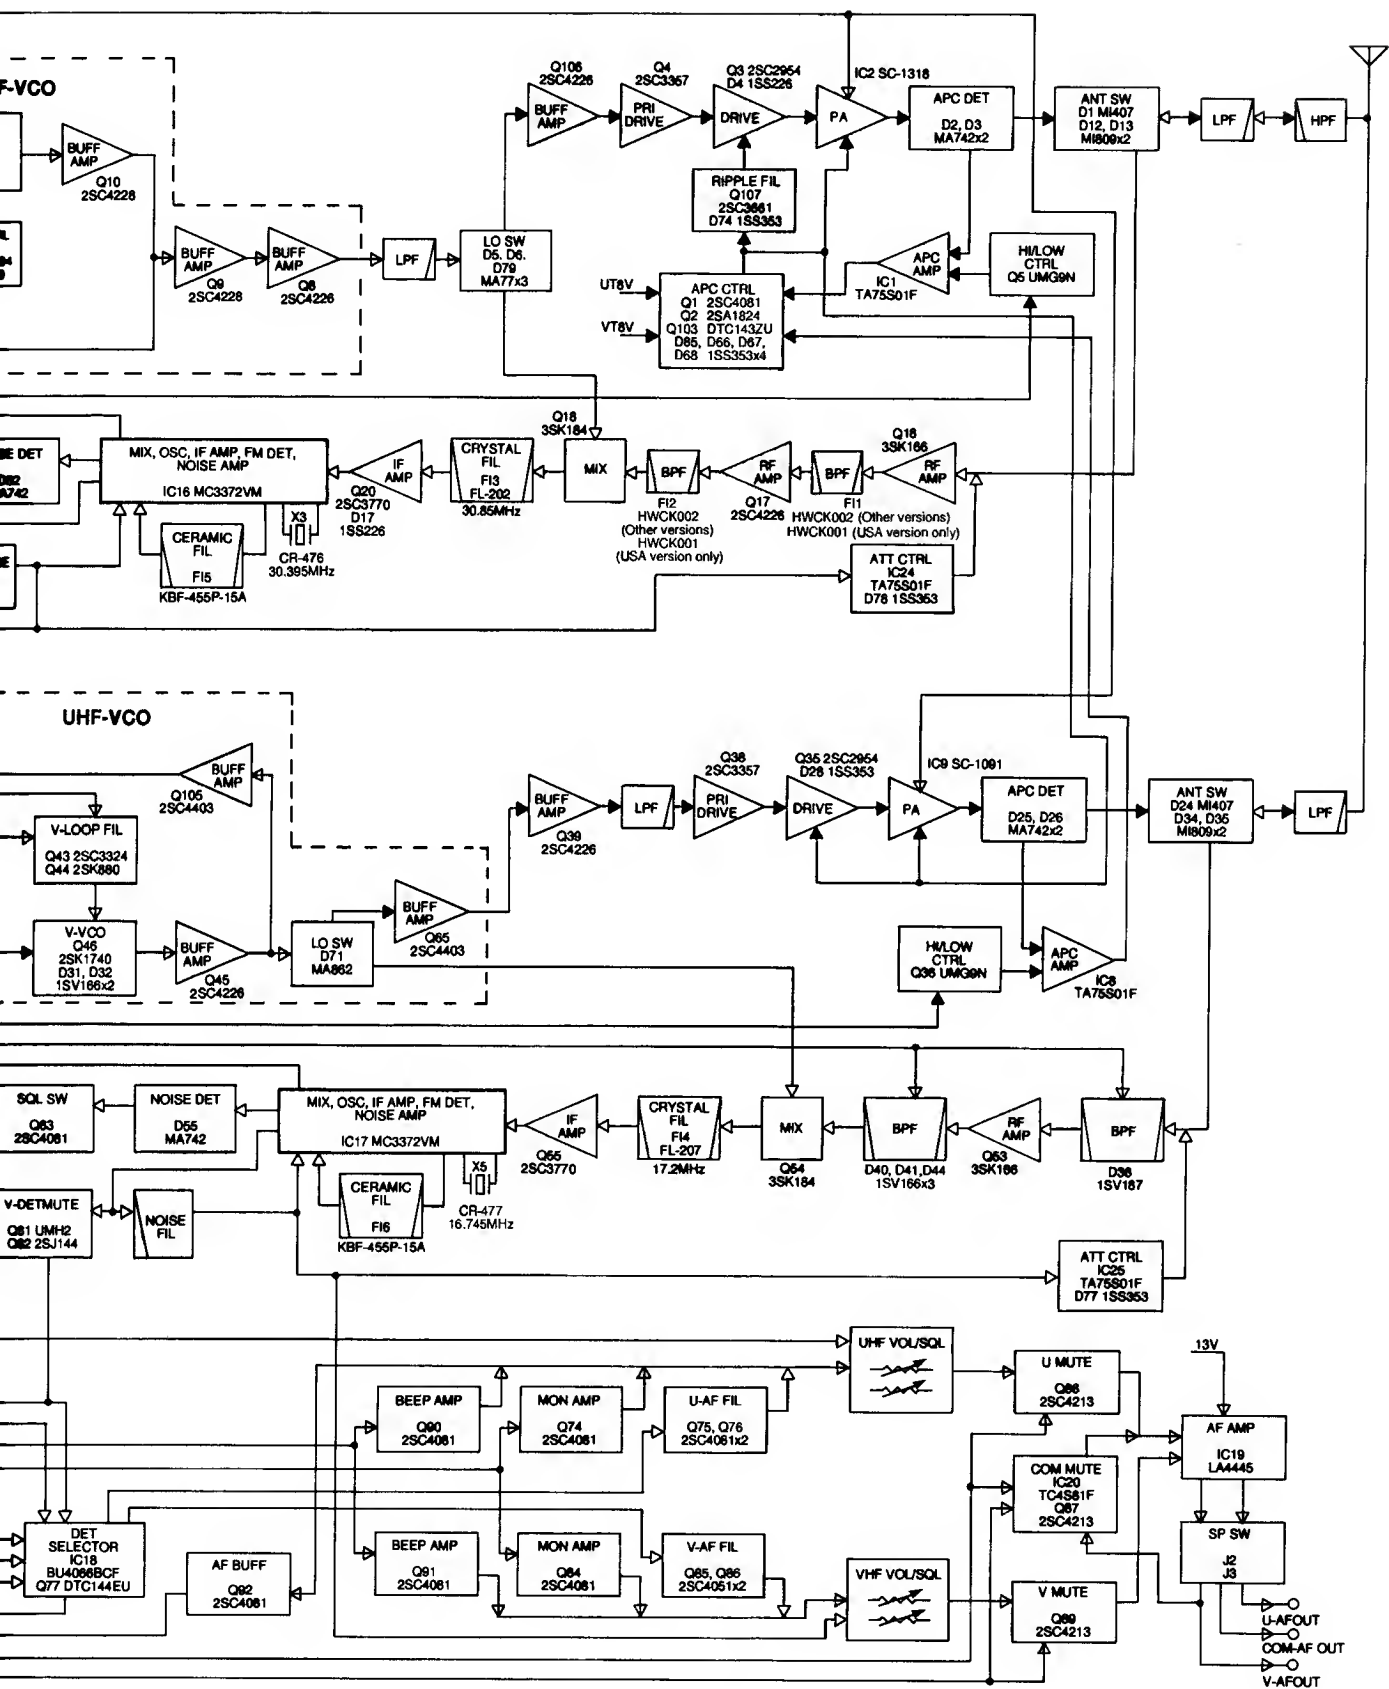 F-VCO
BUFF
AMP
Q10
2SC4228
BUFF
AMP
Q9
2SC4228
BUFF
AMP
Q8
2SC4226
LPF
LO SW
D5, D6,
D79
MA77x3
Q106
2SC4226
BUFF
AMP
Q4
2SC3357
PRI
DRIVE
Q3 2SC2954
D4 1SS226
DRIVE
IC2 SC-1318
PA
APC DET
D2, D3
MA742x2
ANT SW
D1 MI407
D12, D13
MI809x2
LPF
HPF
RIPPLE FIL
Q107
2SC3661
D74 1SS353
UT8V
VT8V
APC CTRL
Q1 2SC4081
Q2 2SA1824
Q103 DTC143ZU
D65, D66, D67,
D68 1SS353x4
APC
AMP
IC1
TA75S01F
HI/LOW
CTRL
Q5 UMG9N
MIX, OSC, IF AMP, FM DET,
NOISE AMP
IC16 MC3372VM
CERAMIC
FIL
FI5
KBF-455P-15A
X3
CR-476
30.395MHz
IF
AMP
Q20
2SC3770
D17
1SS226
CRYSTAL
FIL
FI3
FL-202
30.85MHz
Q18
3SK184
MIX
BPF
FI2
HWCK002
(Other versions)
HWCK001
(USA version only)
RF
AMP
Q17
2SC4226
BPF
FI1
HWCK002 (Other versions)
HWCK001 (USA version only)
Q16
3SK166
RF
AMP
ATT CTRL
IC24
TA75S01F
D78 1SS353
UHF-VCO
BUFF
AMP
Q105
2SC4403
V-LOOP FIL
Q43 2SC3324
Q44 2SK880
V-VCO
Q46
2SK1740
D31, D32
1SV166x2
BUFF
AMP
Q45
2SC4226
LO SW
D71
MA862
BUFF
AMP
Q65
2SC4403
BUFF
AMP
Q39
2SC4226
LPF
Q38
2SC3357
PRI
DRIVE
Q35 2SC2954
D28 1SS353
DRIVE
IC9 SC-1091
PA
APC DET
D25, D26
MA742x2
ANT SW
D24 MI407
D34, D35
MI809x2
LPF
HI/LOW
CTRL
Q36 UMG9N
APC
AMP
IC8
TA75S01F
SQL SW
Q83
2SC4081
NOISE DET
D55
MA742
MIX, OSC, IF AMP, FM DET,
NOISE AMP
IC17 MC3372VM
CERAMIC
FIL
FI6
KBF-455P-15A
X5
CR-477
16.745MHz
IF
AMP
Q55
2SC3770
CRYSTAL
FIL
FI4
FL-207
17.2MHz
MIX
Q54
3SK184
BPF
D40, D41, D44
1SV166x3
RF
AMP
Q53
3SK166
BPF
D38
1SV187
V-DETMUTE
Q81 UMH2
Q82 2SJ144
NOISE
FIL
ATT CTRL
IC25
TA75S01F
D77 1SS353
UHF VOL/SQL
U MUTE
Q88
2SC4213
13V
AF AMP
IC19
LA4445
BEEP AMP
Q90
2SC4081
MON AMP
Q74
2SC4081
U-AF FIL
Q75, Q76
2SC4081x2
COM MUTE
IC20
TC4S81F
Q87
2SC4213
DET
SELECTOR
IC18
BU4066BCF
Q77 DTC144EU
AF BUFF
Q92
2SC4081
BEEP AMP
Q91
2SC4081
MON AMP
Q84
2SC4081
V-AF FIL
Q85, Q86
2SC4051x2
VHF VOL/SQL
V MUTE
Q89
2SC4213
SP SW
J2
J3
U-AFOUT
COM-AF OUT
V-AFOUT